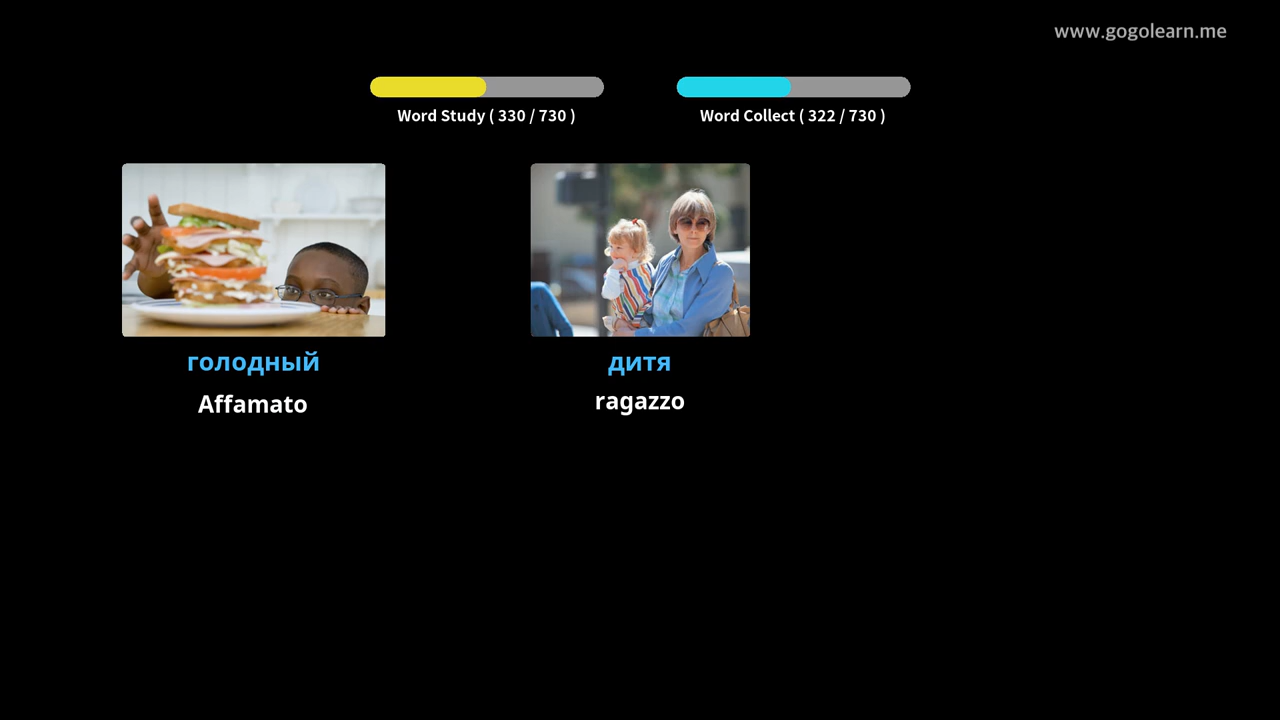 www.gogolearn.me
Word Study ( 330 / 730 )
Word Collect ( 322 / 730 )
голодный
Affamato
дитя
ragazzo